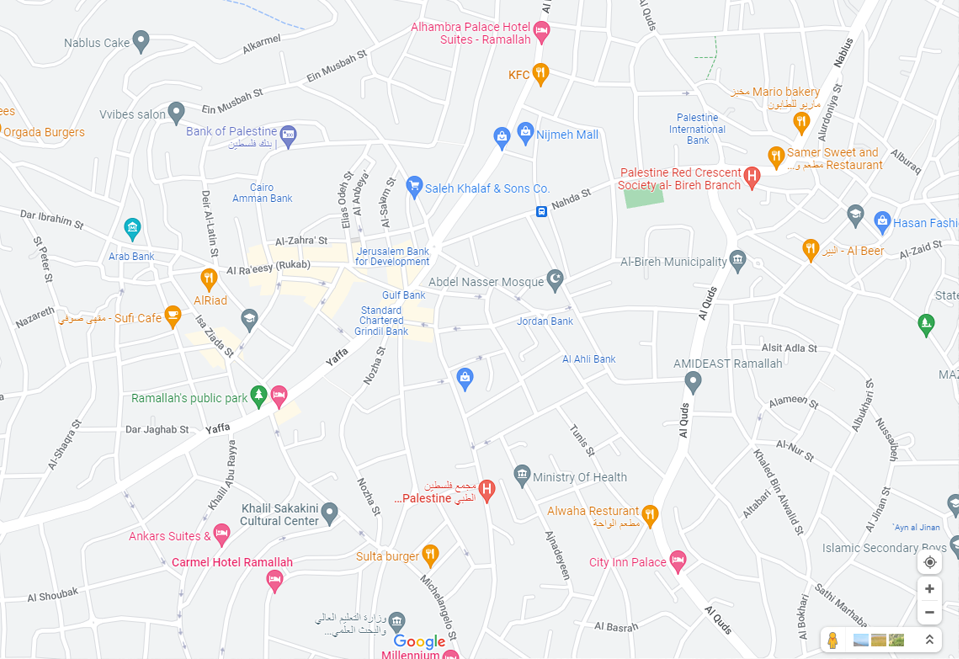 Alhambra Palace Hotel
Suites - Ramallah
Al Quds
Nablus
Nablus Cake
Alkarmel
Ein Musbah St
KFC
Ein Musbah St
Vvibes salon
Orgada Burgers
Bank of Palestine
| بنك فلسطين
Nijmeh Mall
Palestine
International
Bank
Mario bakery مخبز
ماريو للطابون
Alurdoniya St
Samer Sweet and
Restaurant مطعم و...
Alburaq
Palestine Red Crescent
Society al- Bireh Branch
Cairo
Amman Bank
Elias Odeh St
Al Anbeya
Al-Salam St
Saleh Khalaf & Sons Co.
Nahda St
Deir Al-Latin St
Dar Ibrahim St
St Peter St
Arab Bank
Al-Zahra' St
Jerusalem Bank
for Development
Al Ra'eesy (Rukab)
Hasan Fashi
Al-Zaid St
البير - Al Beer
Al-Bireh Municipality
Abdel Nasser Mosque
Gulf Bank
AlRiad
Al Quds
State
Nazareth
مقهى صوفي - Sufi Cafe
Isa Ziada St
Standard
Chartered
Grindil Bank
Jordan Bank
Yaffa
Nozha St
Al Ahli Bank
Alsit Adla St
AMIDEAST Ramallah
MAZ
Ramallah's public park
Al Quds
Alameen St
Albukhari St
Nussaibeh
Dar Jaghab St
Yaffa
Al-Shaqra St
Khalil Abu Rayya
Tunis St
Al-Nur St
Khaled Bin Alwalid St
Ministry Of Health
مجمع فلسطين
الطبي Palestine...
Nozha St
Altabari
Al Jinan St
Khalil Sakakini
Cultural Center
Alwaha Resturant
مطعم الواحة
'Ayn al Jinan
Ankars Suites &
Islamic Secondary Boys
Ajnadeyen
Sulta burger
Carmel Hotel Ramallah
City Inn Palace
Al Shoubak
Michelangelo St
Sathi Marhaba
Al Bokhari
وزارة التعليم العالي
والبحث العلمي...
Al Basrah
Al Quds
Google
Millennium